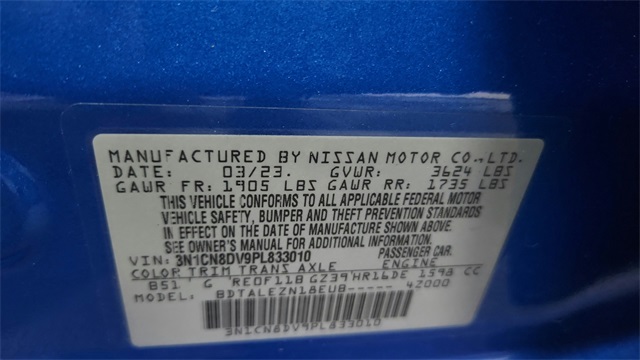 MANUFACTURED BY NISSAN MOTOR CO.,LTD.
DATE: 03/23. GVWR: 3624 LBS
GAWR FR: 1905 LBS GAWR RR: 1735 LBS
THIS VEHICLE CONFORMS TO ALL APPLICABLE FEDERAL MOTOR
VEHICLE SAFETY, BUMPER AND THEFT PREVENTION STANDARDS
IN EFFECT ON THE DATE OF MANUFACTURE SHOWN ABOVE.
SEE OWNER'S MANUAL FOR ADDITIONAL INFORMATION
VIN: 3N1CN8DV9PL833010 PASSENGER CAR.
COLOR TRIM TRANS AXLE ENGINE
B51 G RE0F11B GZ39 HR16DE 1598 CC
MODEL: BDTALEZN18EUB----- 42000
3N1CN8DV9PL833010